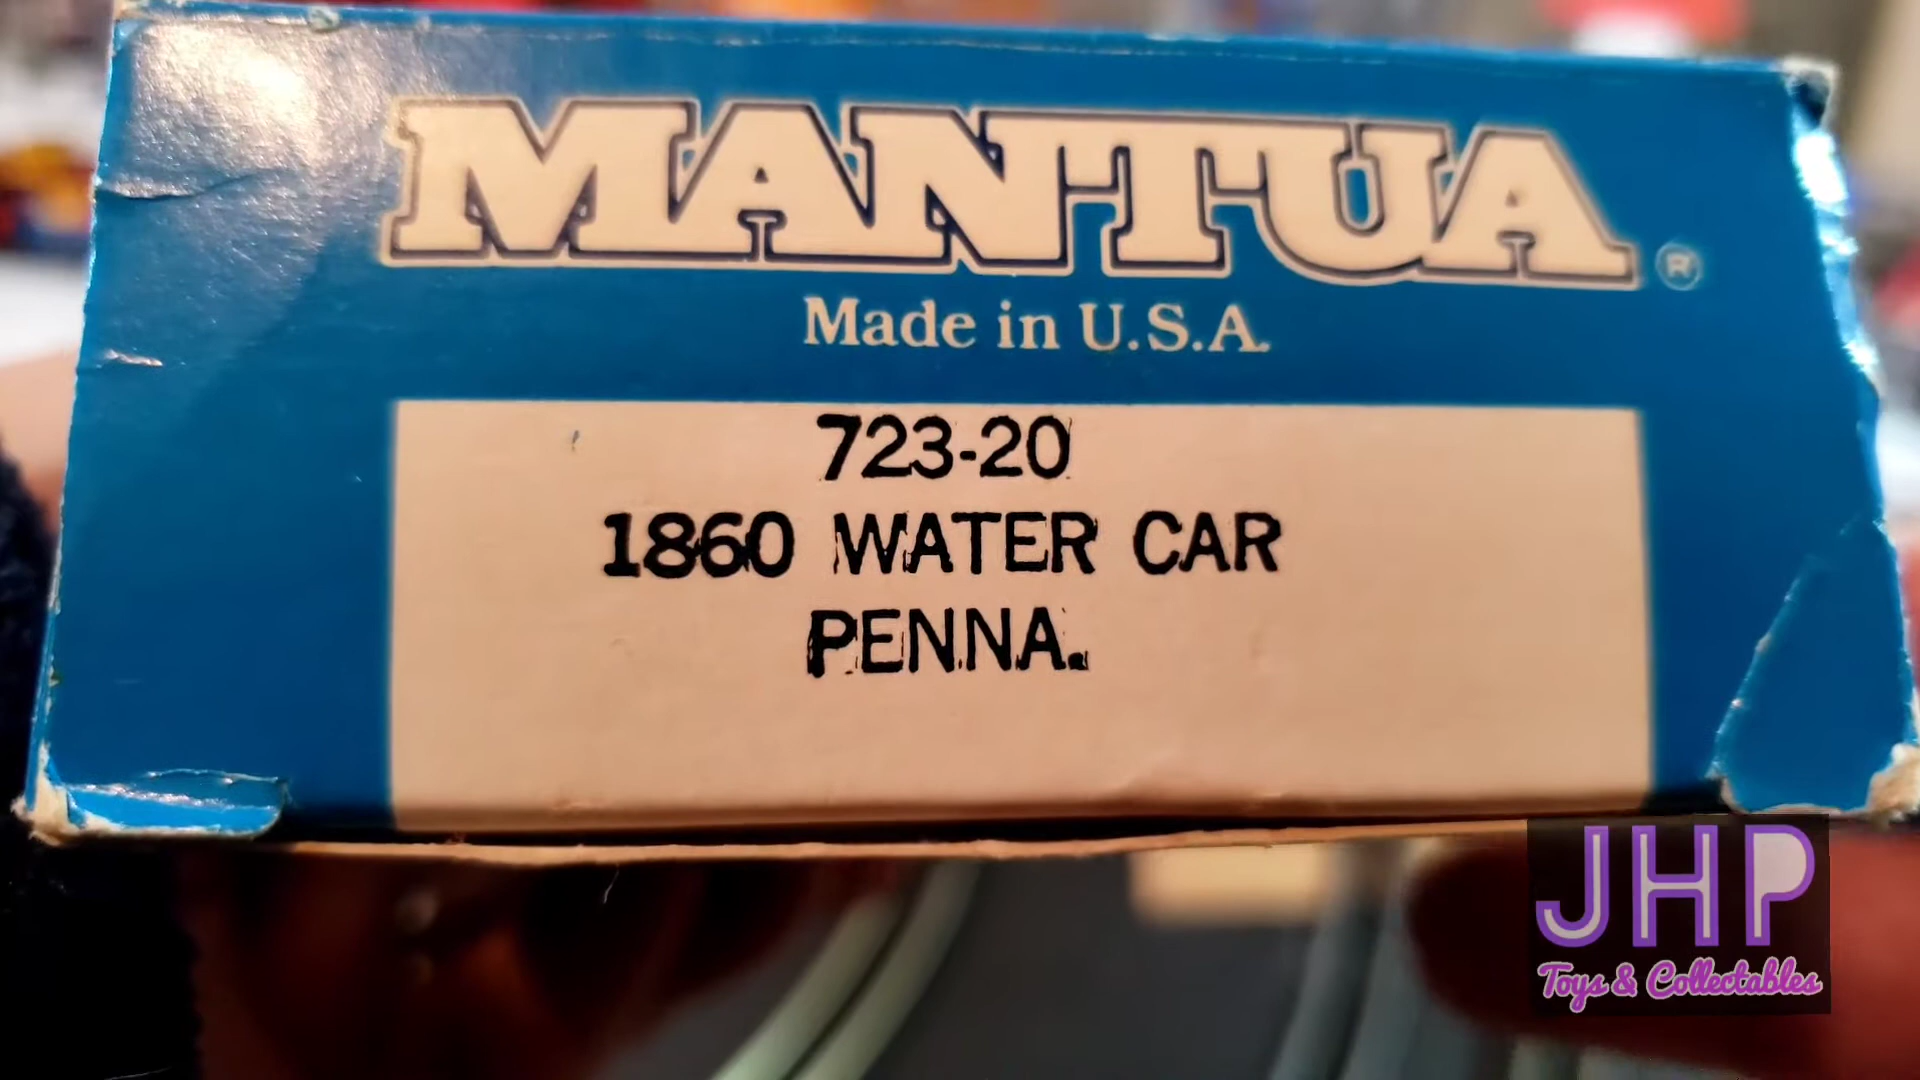 MANTUA ®
Made in U.S.A.
723-20
1860 WATER CAR
PENNA.
JHP
Toys & Collectables